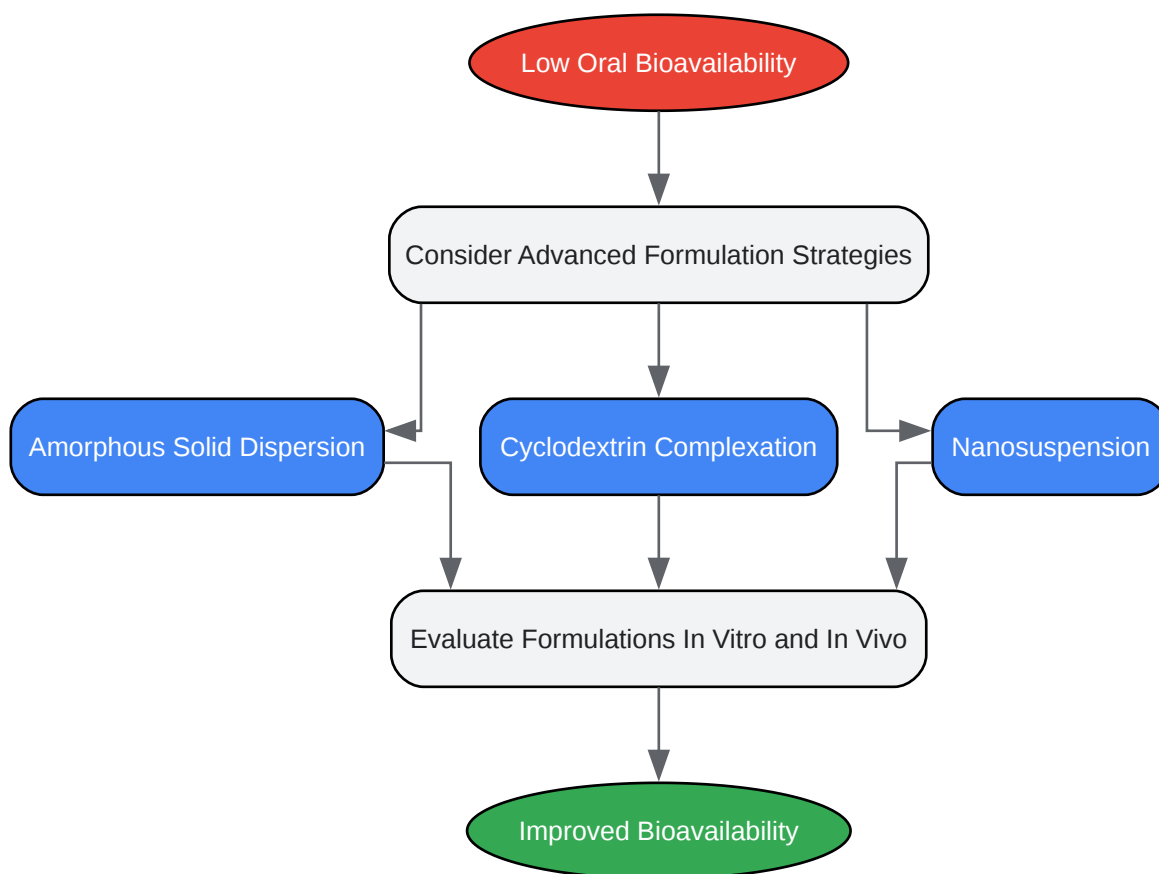 Low Oral Bioavailability
Consider Advanced Formulation Strategies
Amorphous Solid Dispersion
Cyclodextrin Complexation
Nanosuspension
Evaluate Formulations In Vitro and In Vivo
Improved Bioavailability